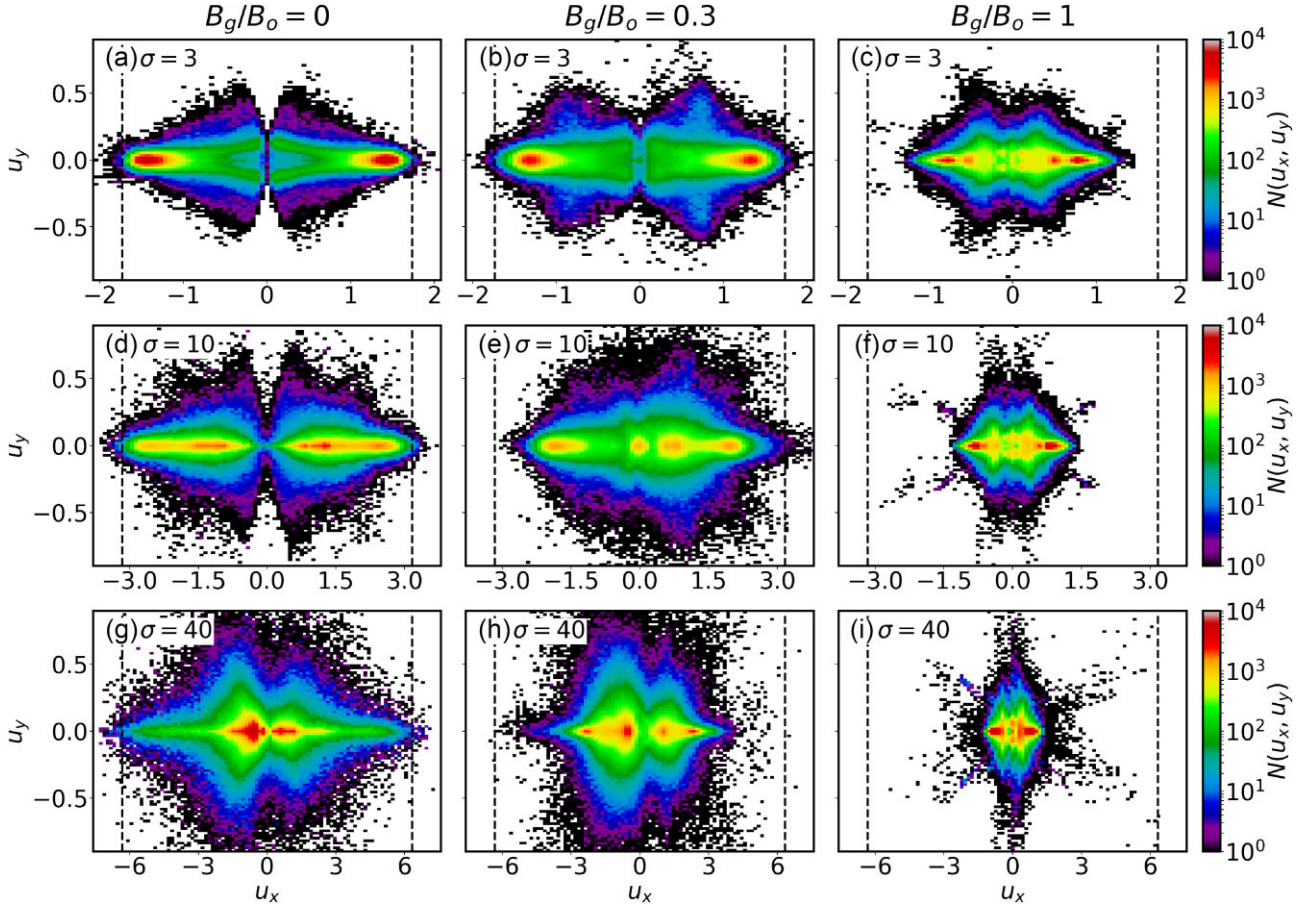 B_g/B_o = 0 B_g/B_o = 0.3 B_g/B_o = 1
(a) σ = 3 (b) σ = 3 (c) σ = 3
0.5
0.0
−0.5
u_y
−2 −1 0 1 2 −2 −1 0 1 2 −2 −1 0 1 2
10^4
10^3
10^2
10^1
10^0
N(u_x, u_y)
(d) σ = 10 (e) σ = 10 (f) σ = 10
0.5
0.0
−0.5
u_y
−3.0 −1.5 0.0 1.5 3.0 −3.0 −1.5 0.0 1.5 3.0 −3.0 −1.5 0.0 1.5 3.0
10^4
10^3
10^2
10^1
10^0
N(u_x, u_y)
(g) σ = 40 (h) σ = 40 (i) σ = 40
0.5
0.0
−0.5
u_y
−6 −3 0 3 6 −6 −3 0 3 6 −6 −3 0 3 6
u_x u_x u_x
10^4
10^3
10^2
10^1
10^0
N(u_x, u_y)